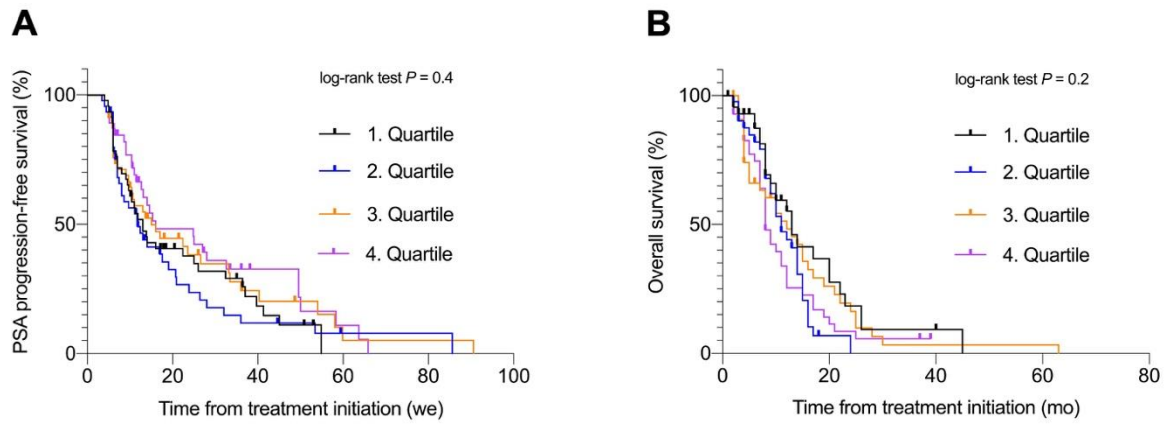 A
log-rank test P = 0.4
PSA progression-free survival (%)
100
50
0
1. Quartile
2. Quartile
3. Quartile
4. Quartile
0 20 40 60 80 100
Time from treatment initiation (we)
B
log-rank test P = 0.2
Overall survival (%)
100
50
0
1. Quartile
2. Quartile
3. Quartile
4. Quartile
0 20 40 60 80
Time from treatment initiation (mo)